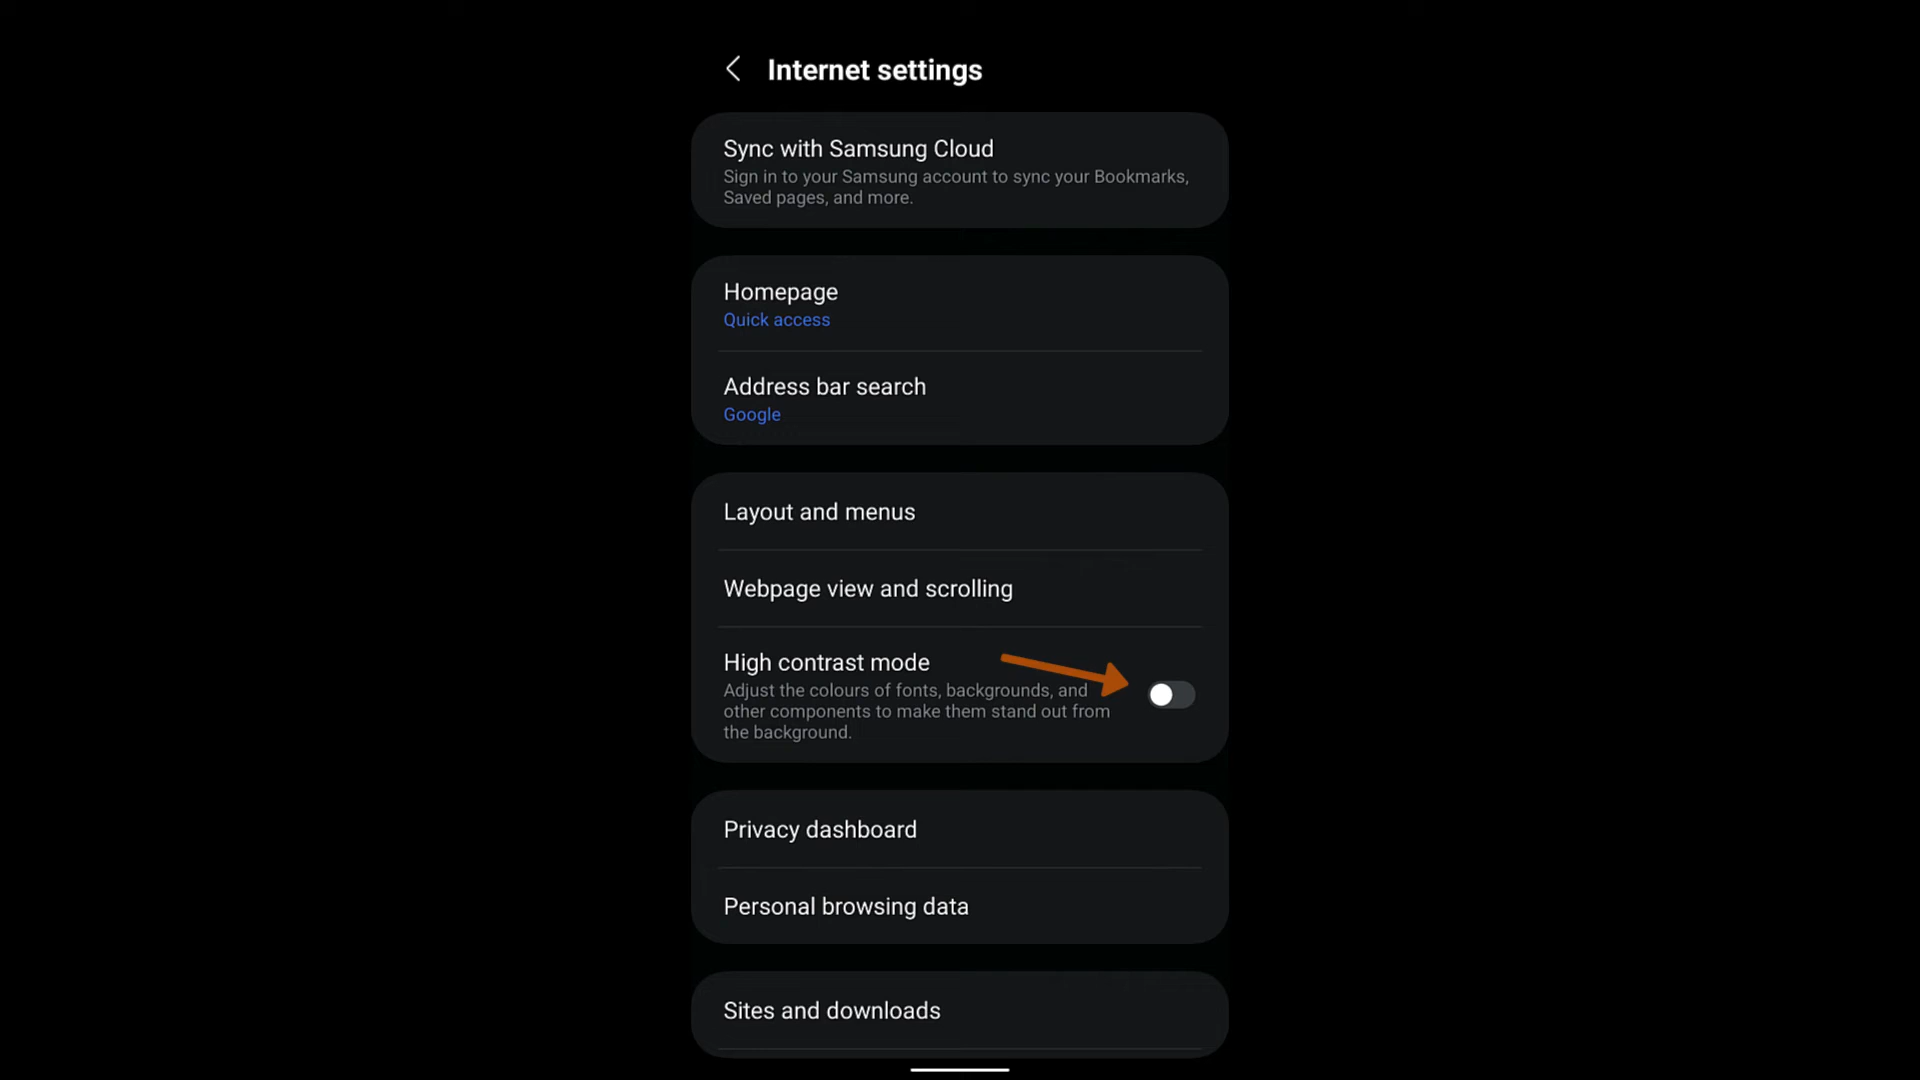 Internet settings
Sync with Samsung Cloud
Sign in to your Samsung account to sync your Bookmarks,
Saved pages, and more.
Homepage
Quick access
Address bar search
Google
Layout and menus
Webpage view and scrolling
High contrast mode
Adjust the colours of fonts, backgrounds, and
other components to make them stand out from
the background.
Privacy dashboard
Personal browsing data
Sites and downloads